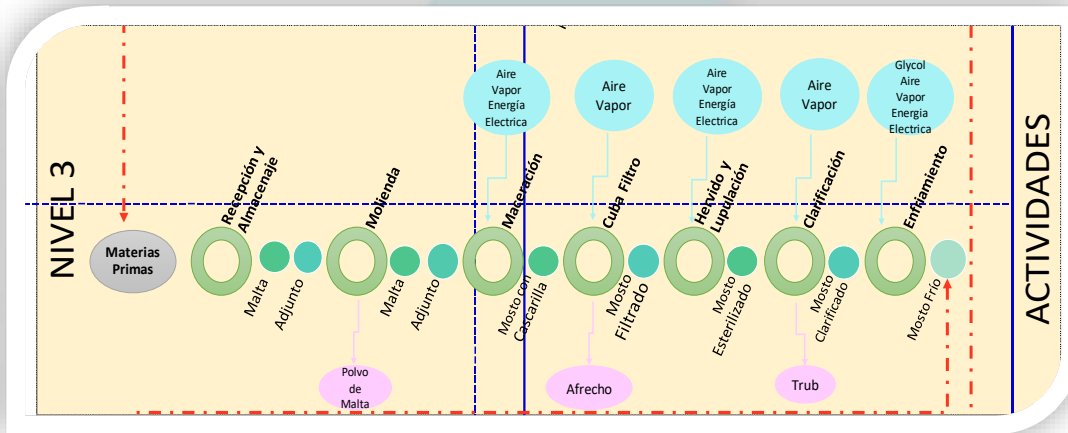 NIVEL 3
ACTIVIDADES
Aire
Vapor
Energía
Electrica
Aire
Vapor
Aire
Vapor
Energía
Electrica
Aire
Vapor
Glycol
Aire
Vapor
Energia
Electrica
Materias
Primas
Recepción y
Almacenaje
Malta
Adjunto
Molienda
Malta
Adjunto
Maceración
Mosto con
Cascarilla
Cuba Filtro
Mosto
Filtrado
Hervido y
Lupulación
Mosto
Esterilizado
Clarificación
Mosto
Clarificado
Enfriamiento
Mosto Frío
Polvo
de
Malta
Afrecho
Trub